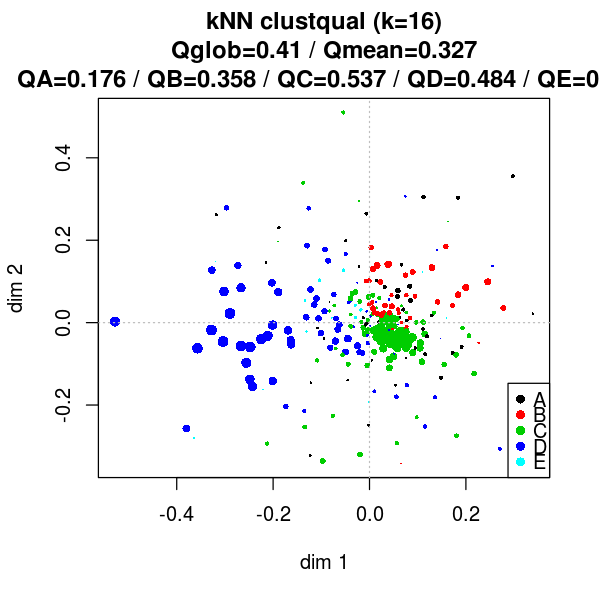 kNN clustqual (k=16)
Qglob=0.41 / Qmean=0.327
QA=0.176 / QB=0.358 / QC=0.537 / QD=0.484 / QE=0
dim 2
0.4
0.2
0.0
-0.2
A
B
C
D
E
-0.4
-0.2
0.0
0.2
dim 1